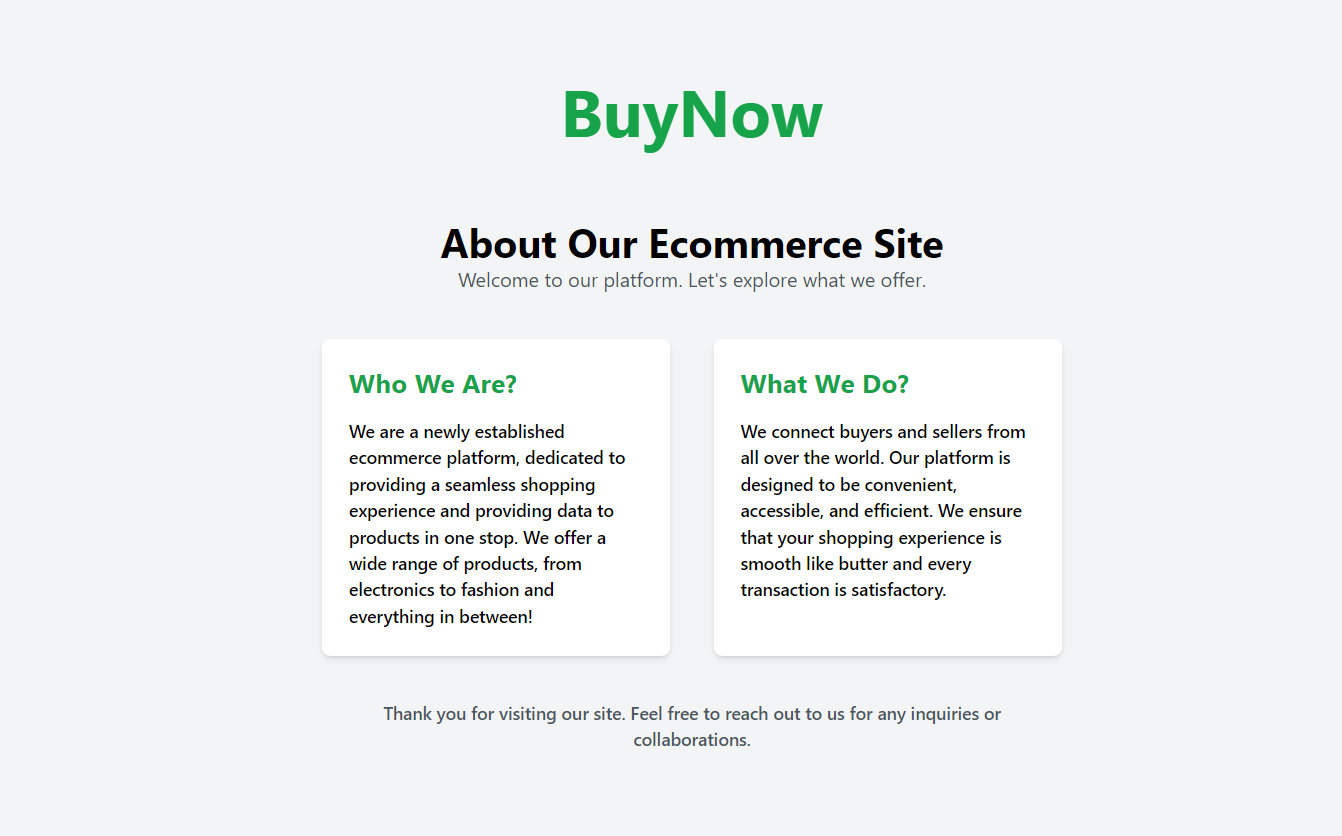 BuyNow
About Our Ecommerce Site
Welcome to our platform. Let's explore what we offer.
Who We Are?
We are a newly established
ecommerce platform, dedicated to
providing a seamless shopping
experience and providing data to
products in one stop. We offer a
wide range of products, from
electronics to fashion and
everything in between!
What We Do?
We connect buyers and sellers from
all over the world. Our platform is
designed to be convenient,
accessible, and efficient. We ensure
that your shopping experience is
smooth like butter and every
transaction is satisfactory.
Thank you for visiting our site. Feel free to reach out to us for any inquiries or
collaborations.